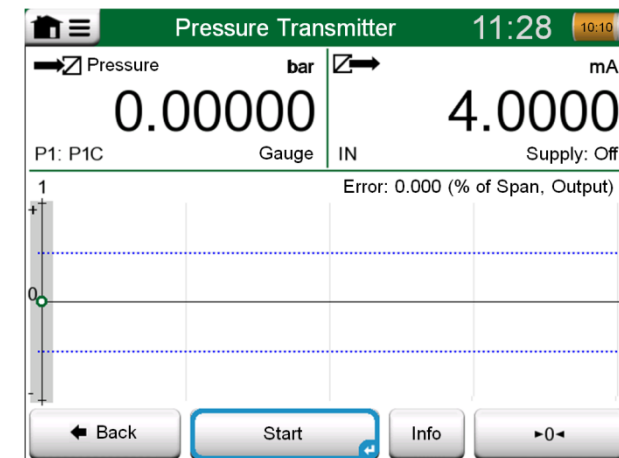 Pressure Transmitter 11:28 10:10
Pressure bar mA
0.00000 4.0000
P1: P1C Gauge IN Supply: Off
1 Error: 0.000 (% of Span, Output)
+
0
-
Back Start Info ►0◄